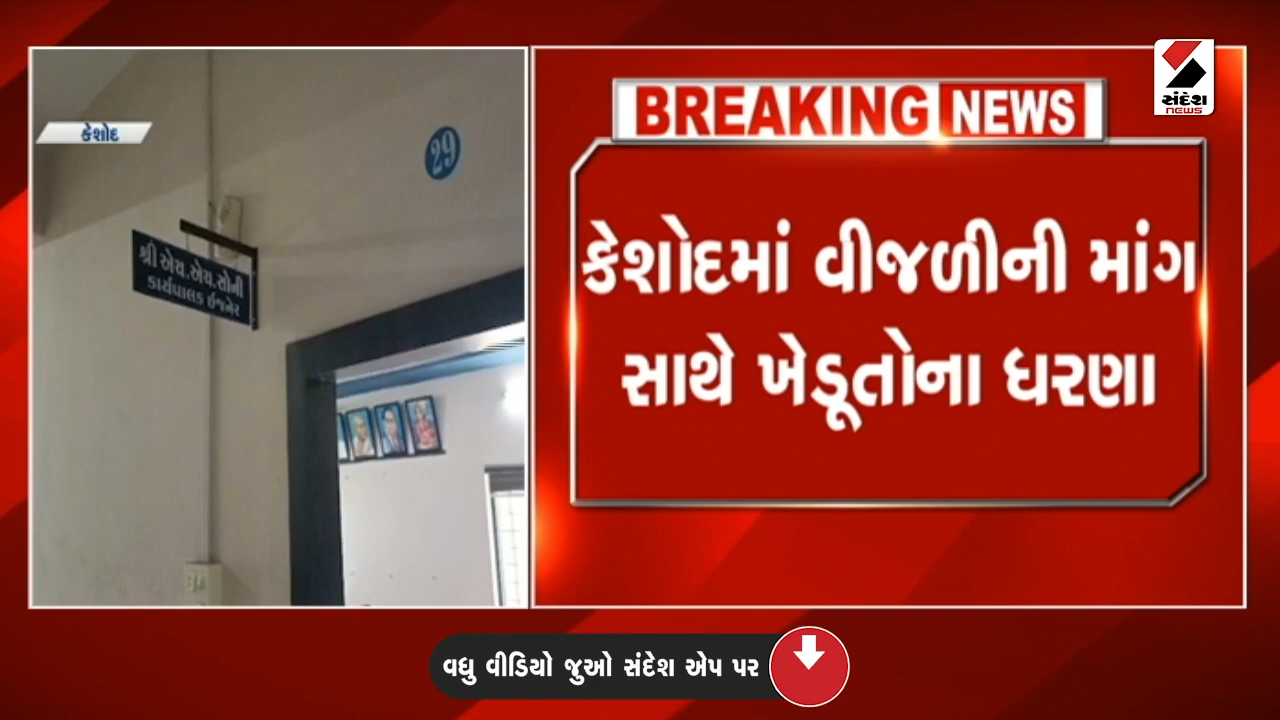 કેશોદ
29
શ્રી એચ.એચ.સોની
કાર્યપાલક ઈજનેર
BREAKING NEWS
સંદેશ
NEWS
કેશોદમાં વીજળીની માંગ
સાથે ખેડૂતોના ધરણા
વધુ વીડિયો જુઓ સંદેશ એપ પર